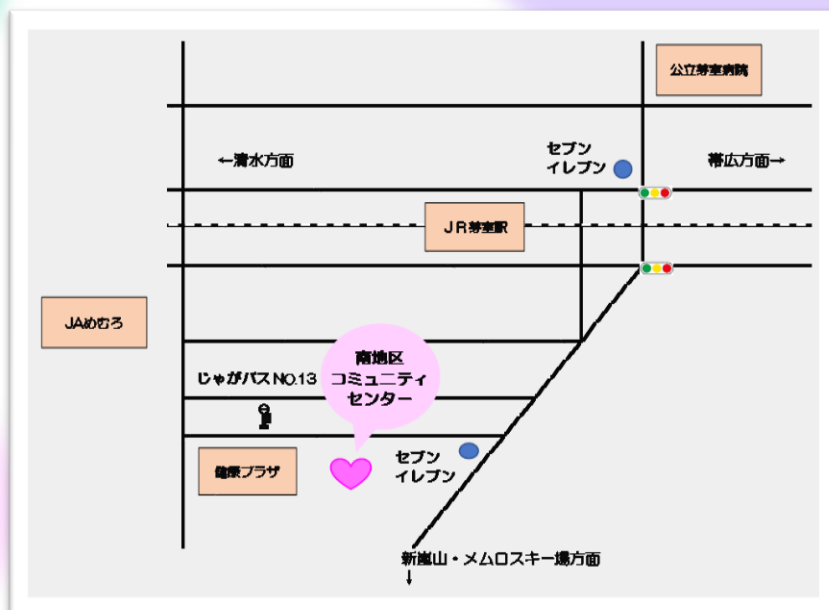 公立芽室病院
セブン
イレブン
←清水方面
帯広方面→
JR芽室駅
JAめむろ
南地区
コミュニティ
センター
じゃがバスNO.13
健康プラザ
セブン
イレブン
新嵐山・メムロスキー場方面
↓